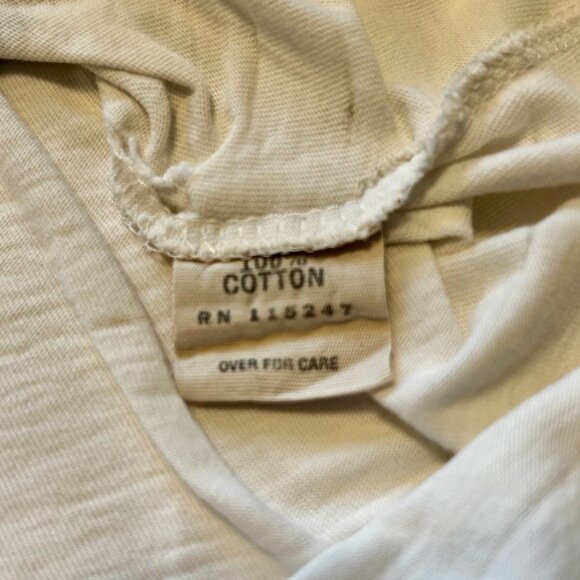 100%
COTTON
RN 115247
OVER FOR CARE